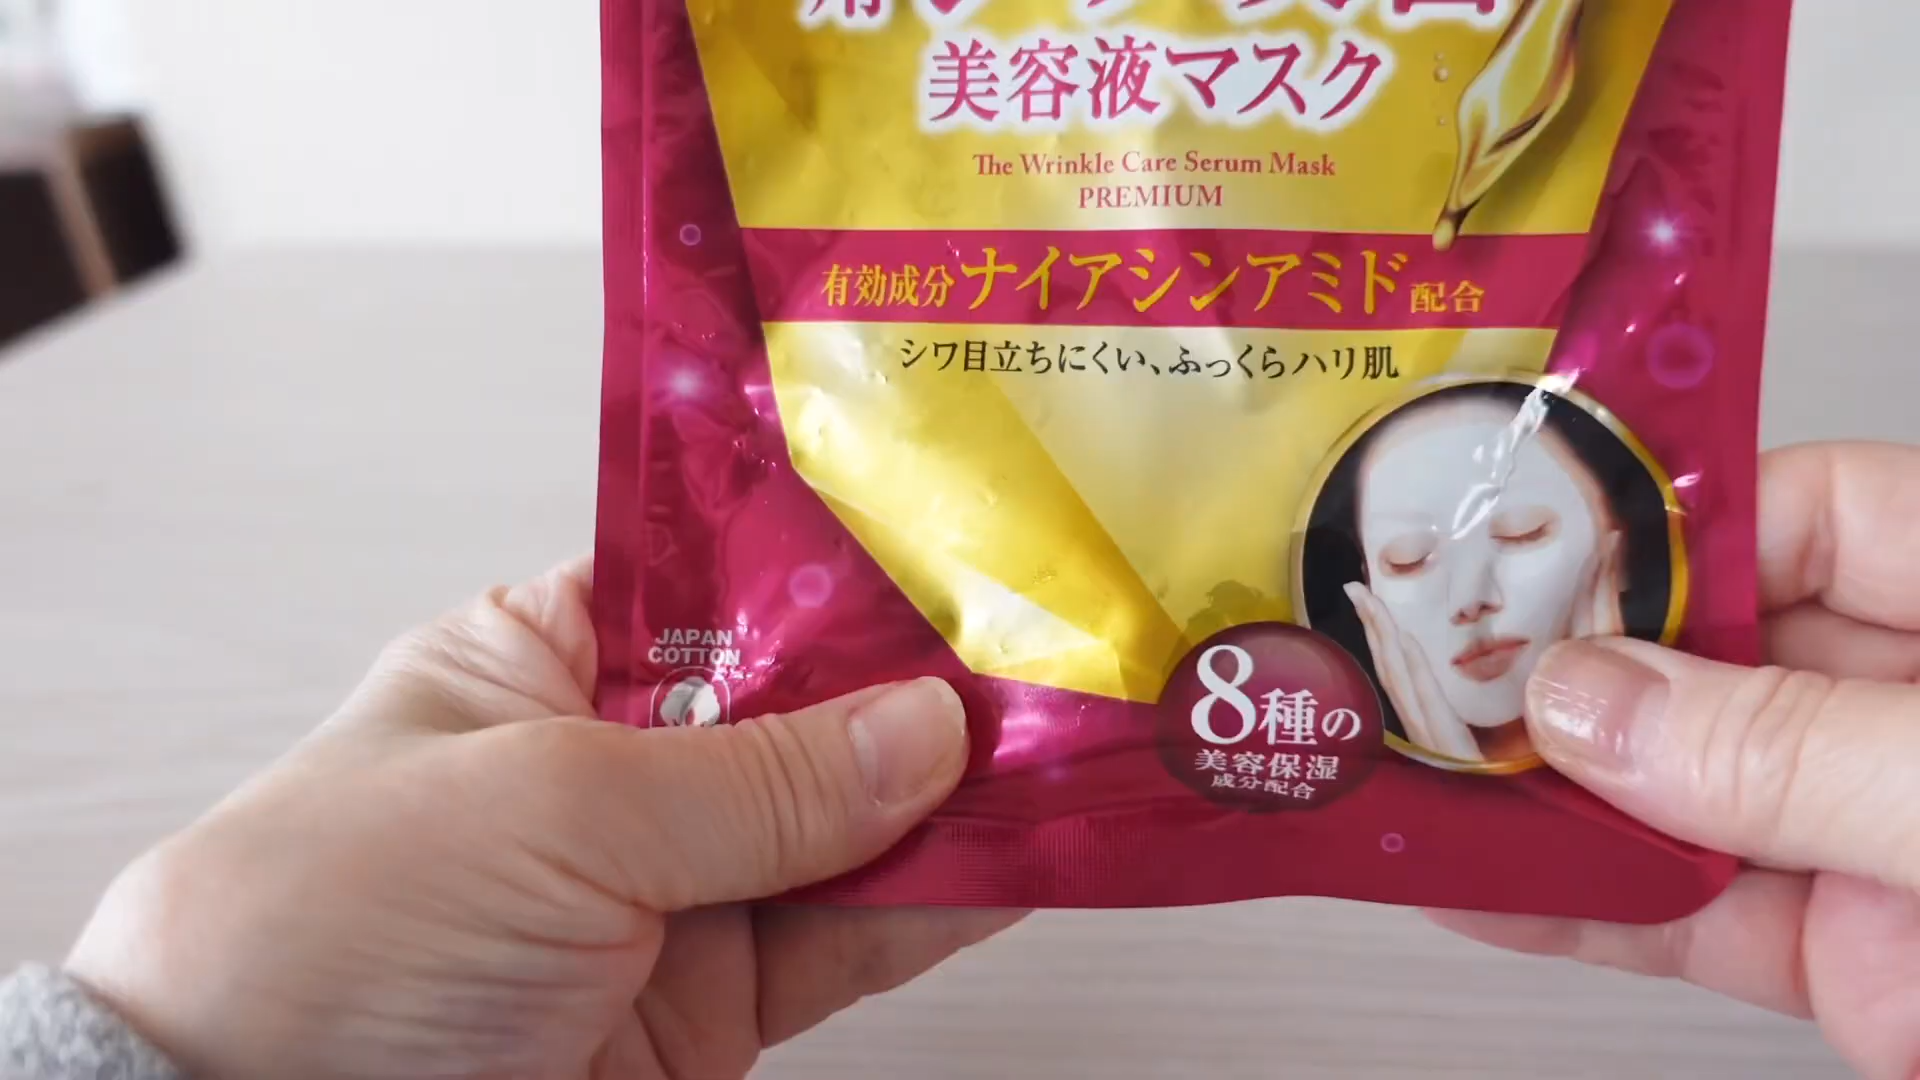 美容液マスク
The Wrinkle Care Serum Mask
PREMIUM
有効成分ナイアシンアミド配合
シワ目立ちにくい、ふっくらハリ肌
JAPAN
COTTON
8種の
美容保湿
成分配合